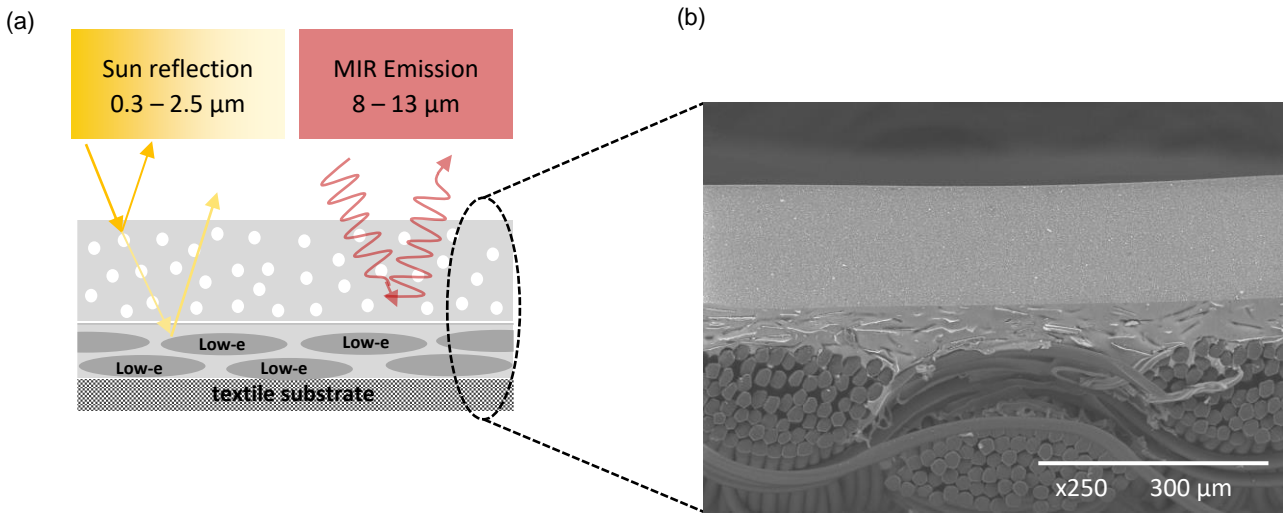 (a)
Sun reflection
0.3 – 2.5 µm
MIR Emission
8 – 13 µm
Low-e
Low-e
Low-e
Low-e
textile substrate
(b)
x250 300 µm